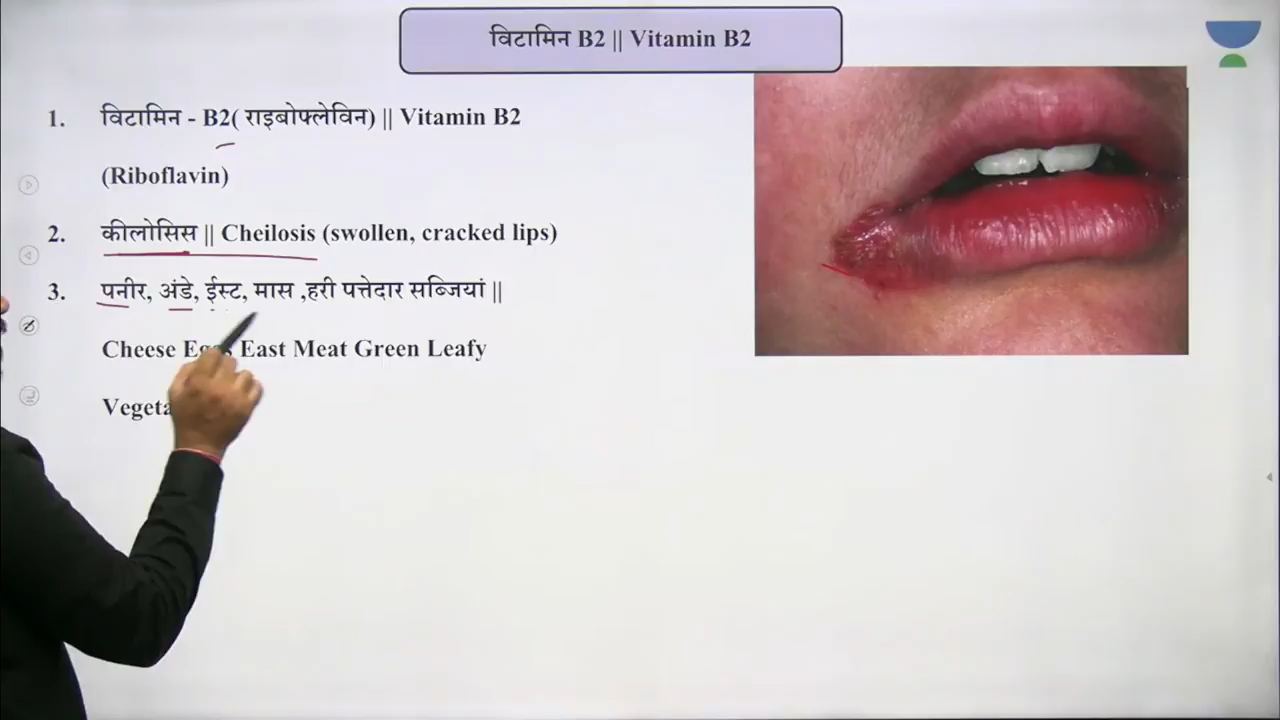 विटामिन B2 || Vitamin B2
1. विटामिन - B2( राइबोफ्लेविन) || Vitamin B2
(Riboflavin)
2. कीलोसिस || Cheilosis (swollen, cracked lips)
3. पनीर, अंडे, ईस्ट, मास ,हरी पत्तेदार सब्जियां ||
Cheese East Meat Green Leafy